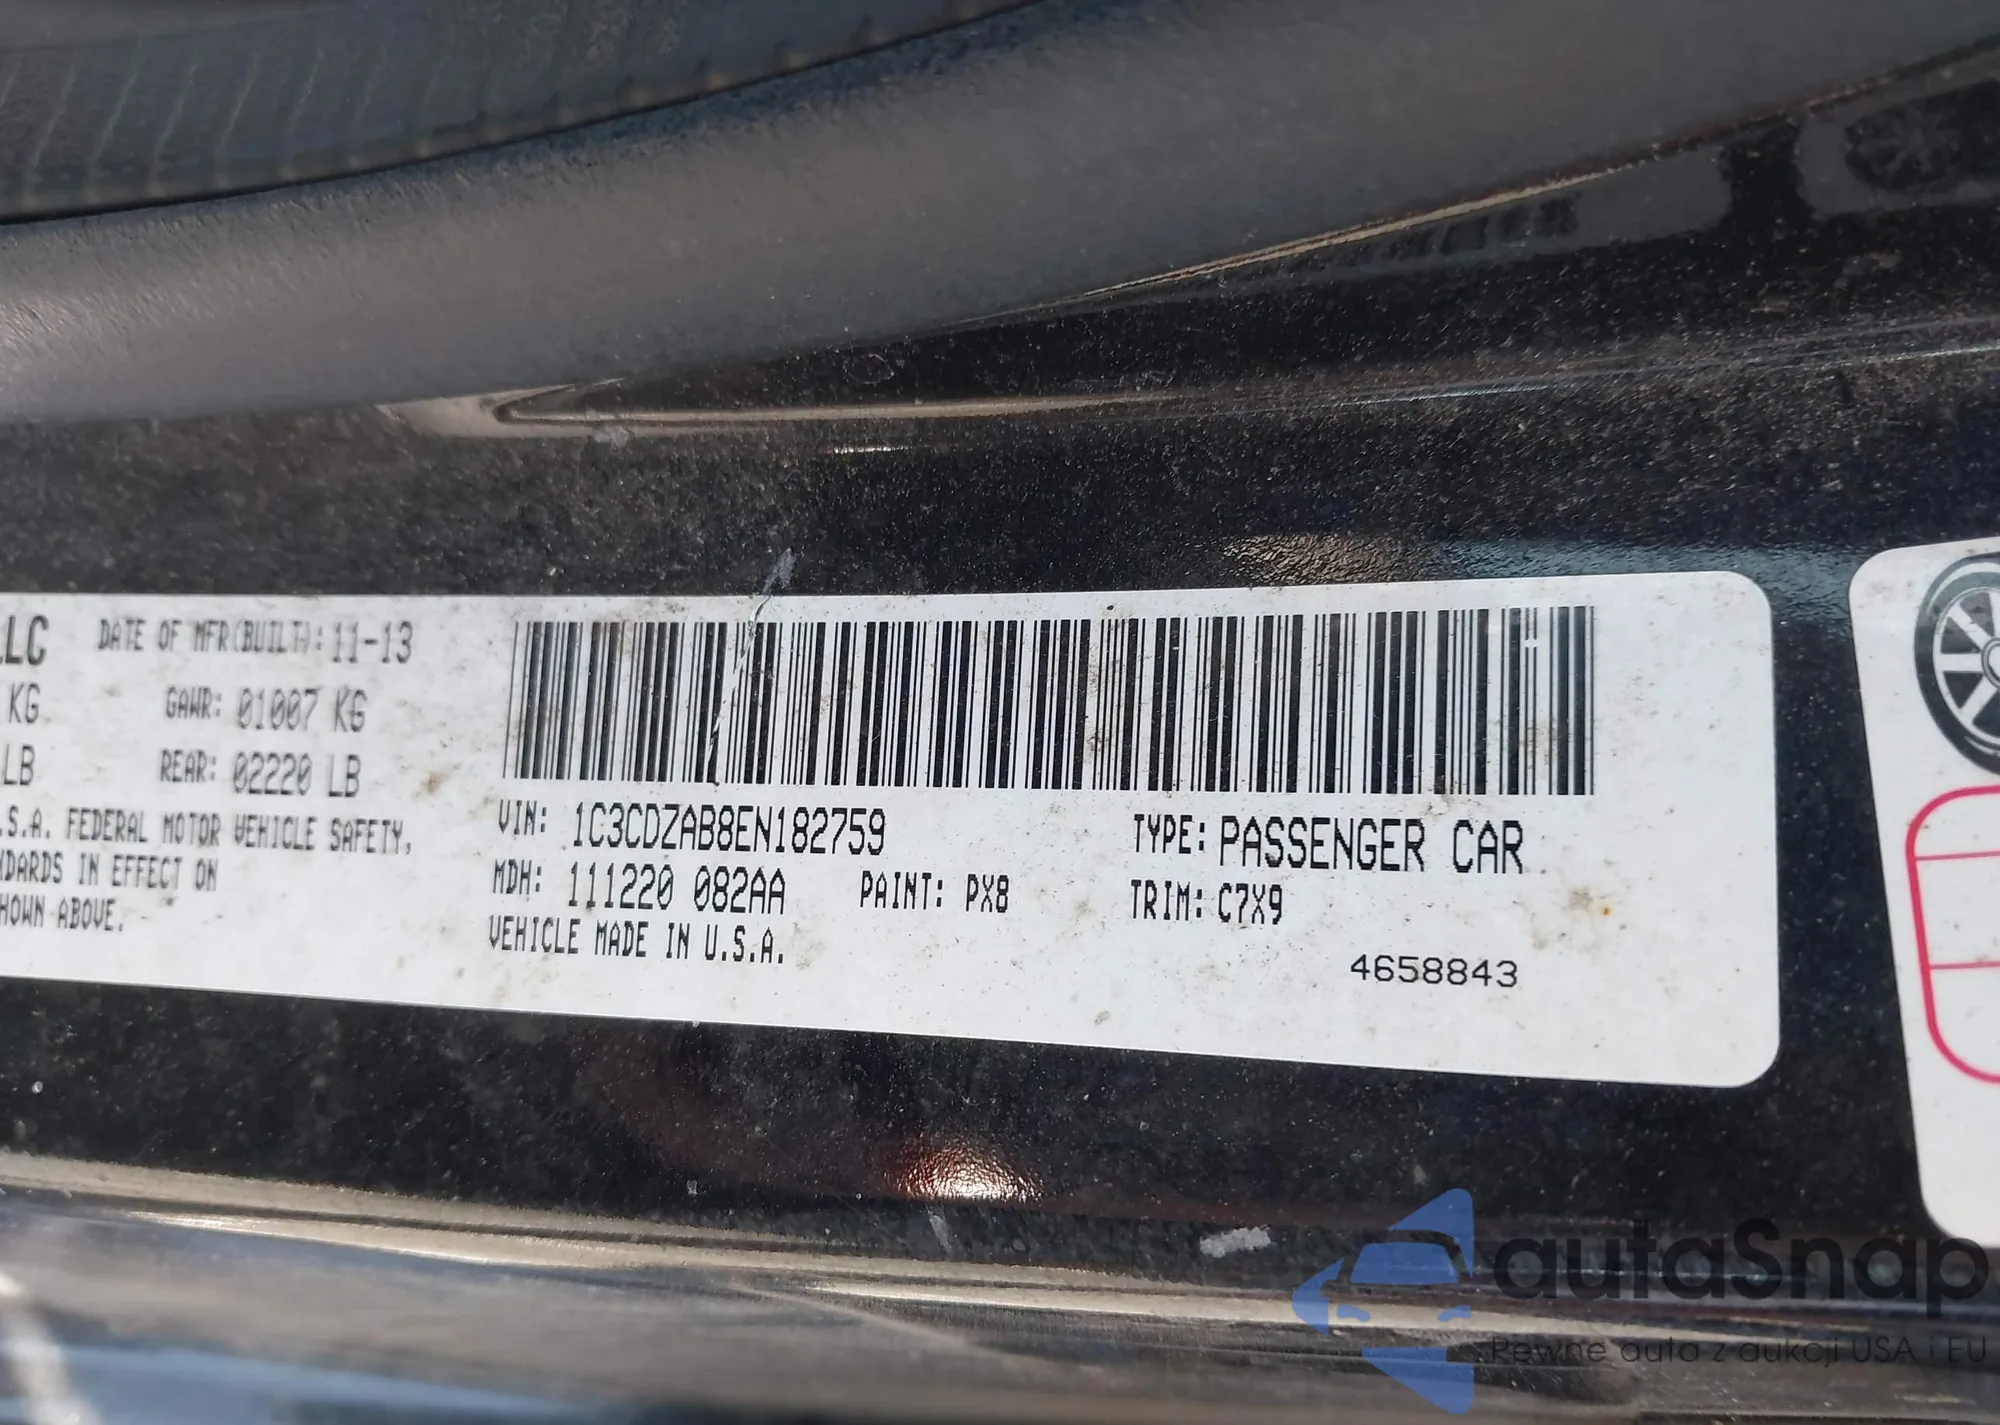 LLC DATE OF MFR(BUILT): 11-13
KG GAWR: 01007 KG
LB REAR: 02220 LB
.S.A. FEDERAL MOTOR VEHICLE SAFETY,
NDARDS IN EFFECT ON
HOWN ABOVE.
VIN: 1C3CDZAB8EN182759 TYPE: PASSENGER CAR
MDH: 111220 082AA PAINT: PX8 TRIM: C7X9
VEHICLE MADE IN U.S.A.
4658843
autaSnap
Pewne auta z aukcji USA i EU